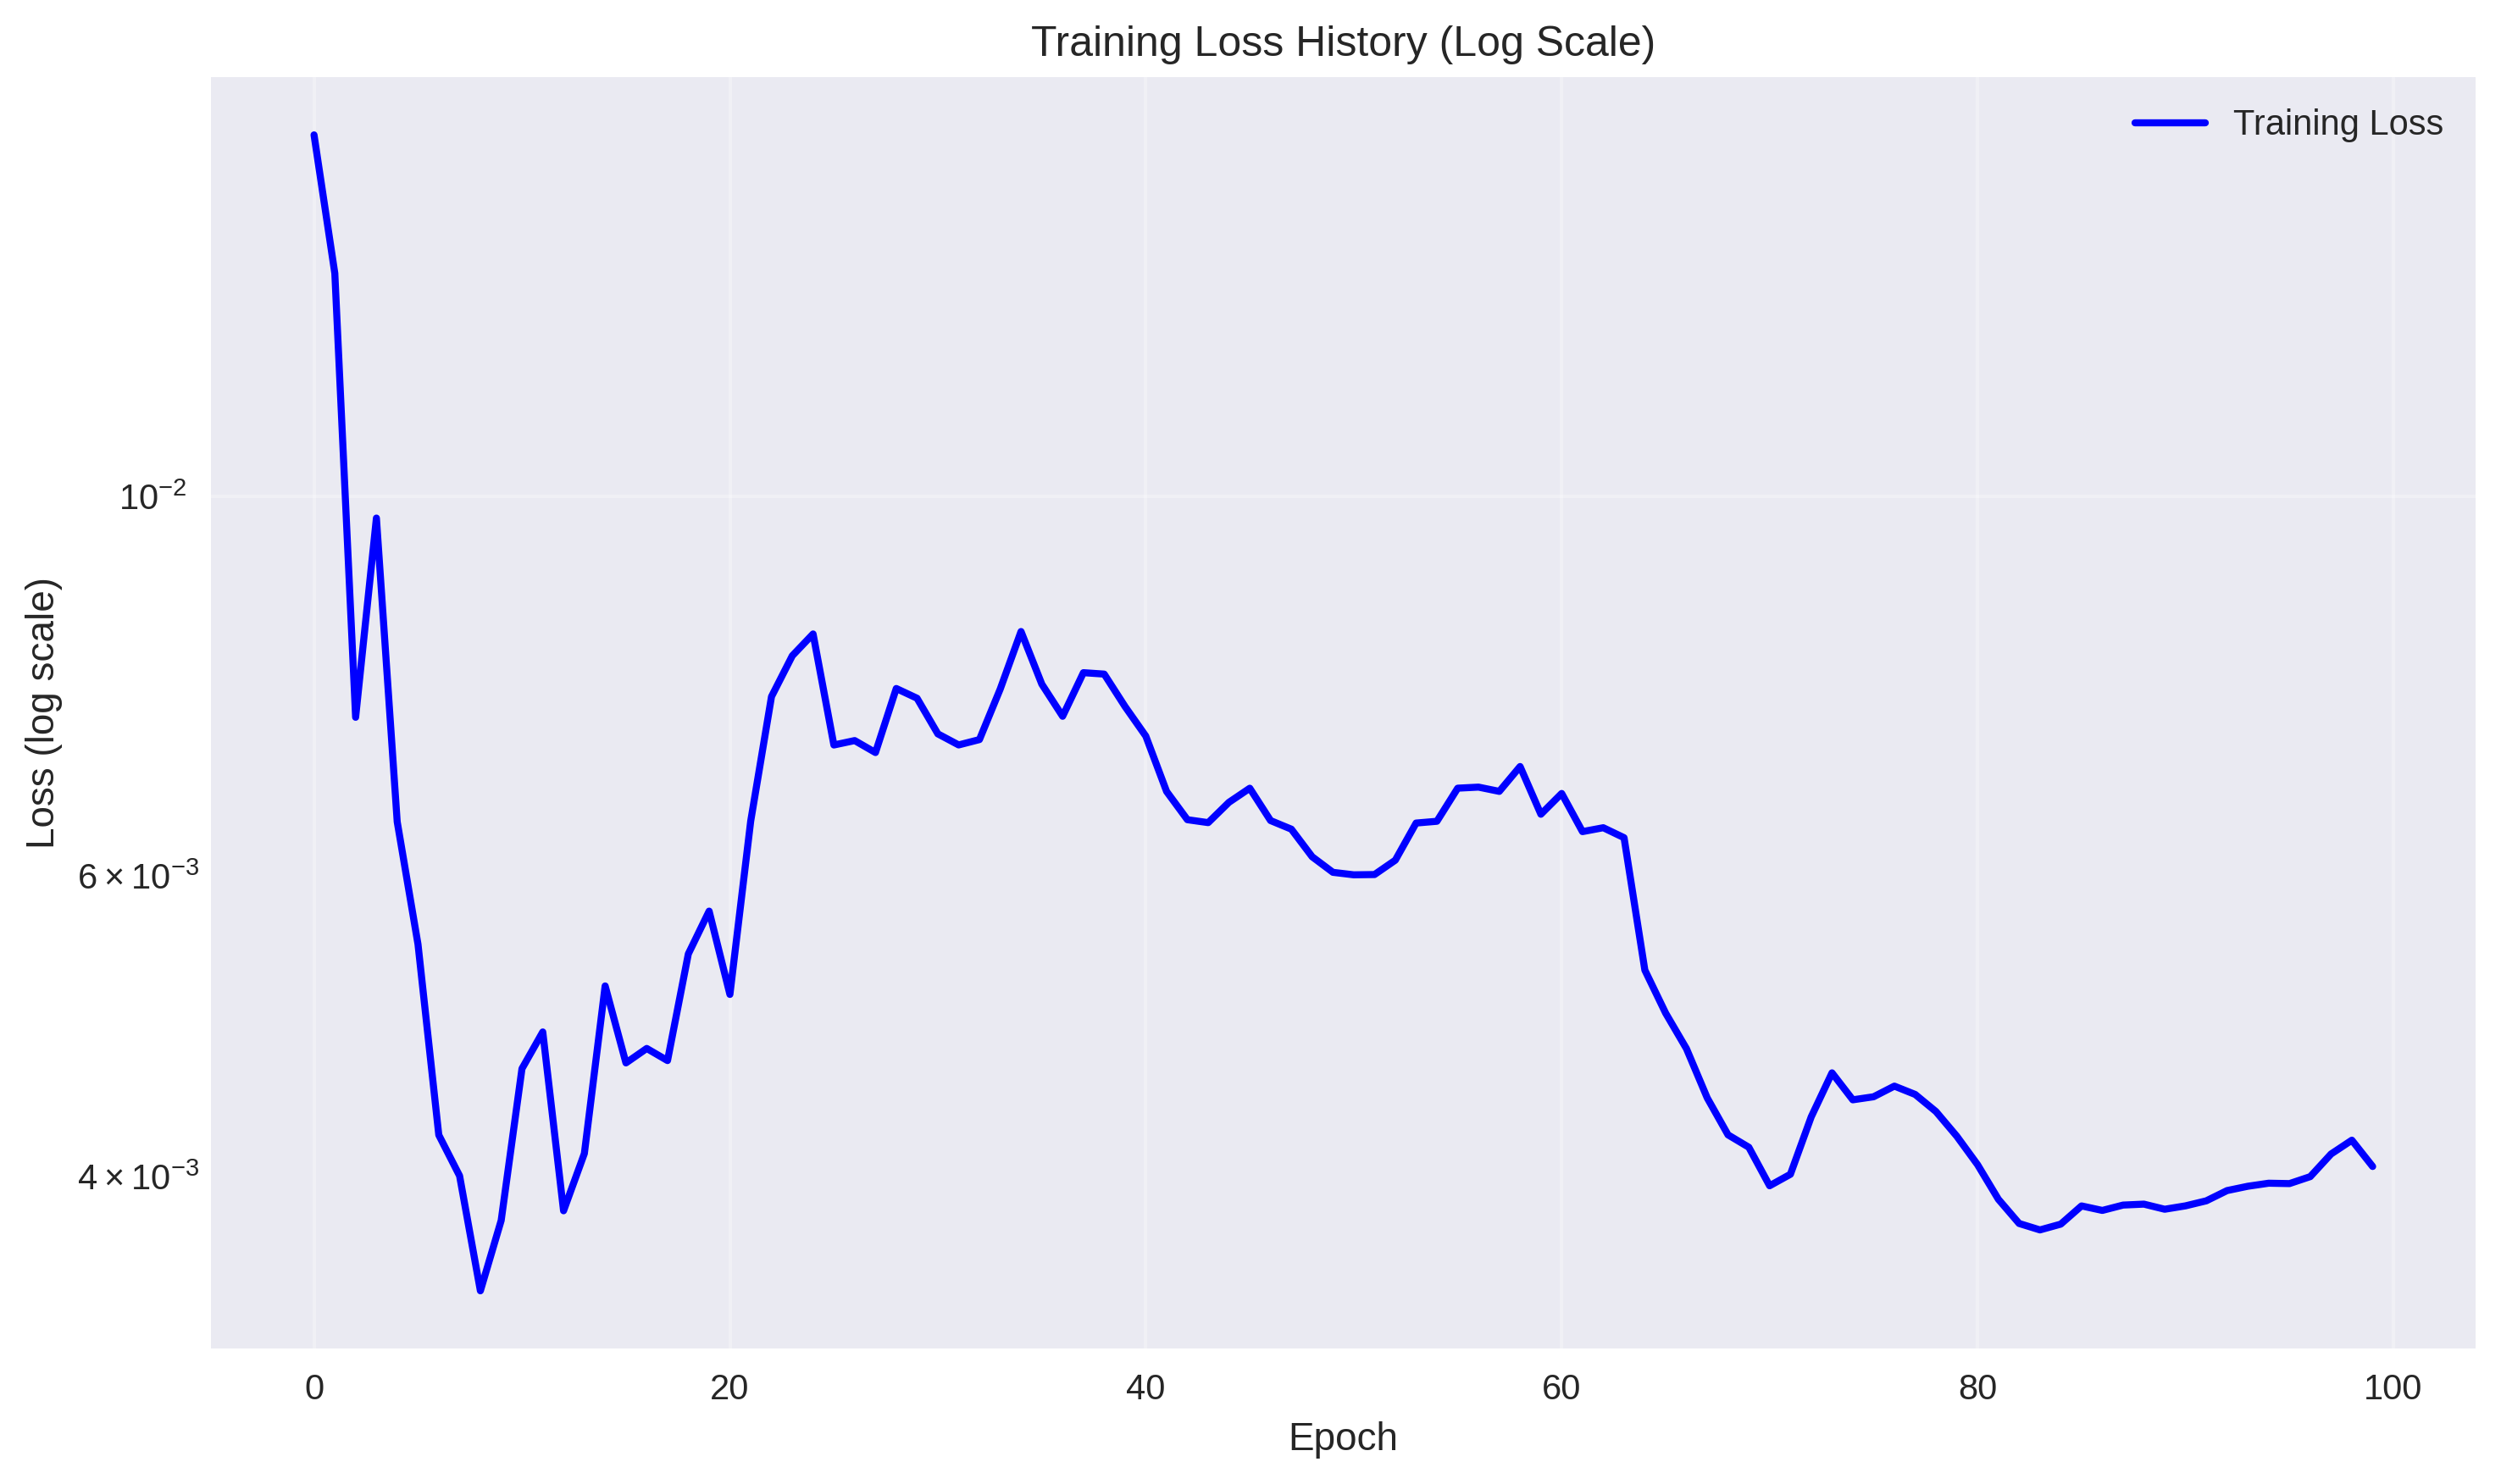 Training Loss History (Log Scale)
Training Loss
Loss (log scale)
10⁻²
6 × 10⁻³
4 × 10⁻³
0 20 40 60 80 100
Epoch